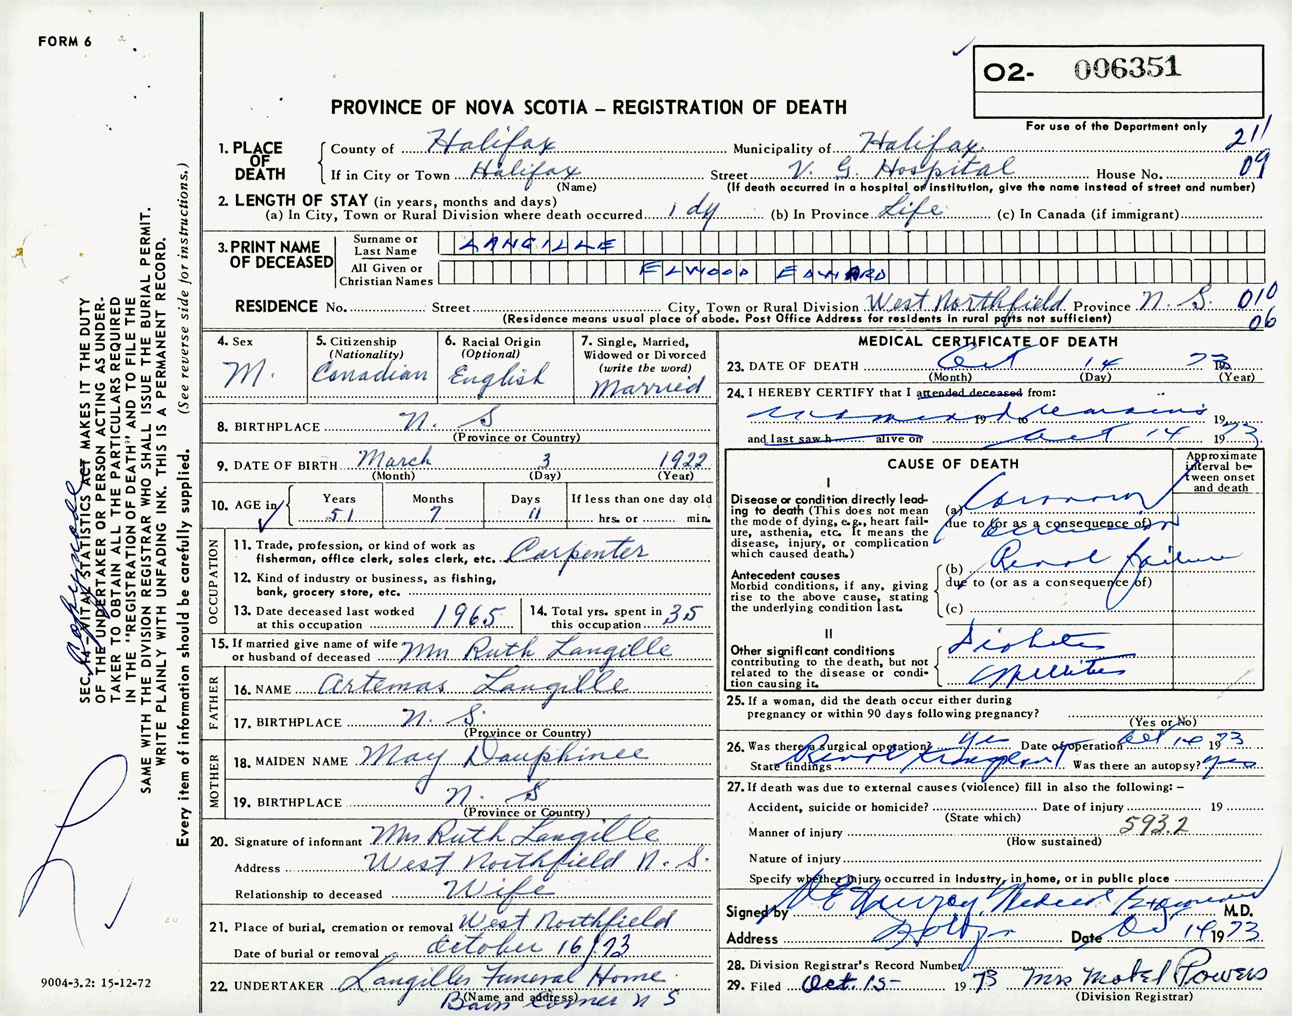 FORM 6
O2- 006351
PROVINCE OF NOVA SCOTIA – REGISTRATION OF DEATH
For use of the Department only
211
09
1. PLACE OF DEATH
County of Halifax Municipality of Halifax
If in City or Town Halifax Street V. G. Hospital House No.
(Name) (If death occurred in a hospital or institution, give the name instead of street and number)
2. LENGTH OF STAY (in years, months and days)
(a) In City, Town or Rural Division where death occurred 1 dy (b) In Province Life (c) In Canada (if immigrant)
3. PRINT NAME OF DECEASED
Surname or Last Name LANGILLE
All Given or Christian Names ELWOOD EDWARD
RESIDENCE No. Street City, Town or Rural Division West Northfield Province N. S. 010
(Residence means usual place of abode. Post Office Address for residents in rural parts not sufficient) 06
4. Sex
M.
5. Citizenship
(Nationality)
Canadian
6. Racial Origin
(Optional)
English
7. Single, Married,
Widowed or Divorced
(write the word)
Married
8. BIRTHPLACE N. S
(Province or Country)
9. DATE OF BIRTH March 3 1922
(Month) (Day) (Year)
10. AGE in Years Months Days If less than one day old
51 7 11 hrs. or min.
OCCUPATION
11. Trade, profession, or kind of work as
fisherman, office clerk, sales clerk, etc. Carpenter
12. Kind of industry or business, as fishing,
bank, grocery store, etc.
13. Date deceased last worked
at this occupation 1965
14. Total yrs. spent in
this occupation 35
15. If married give name of wife
or husband of deceased Mrs Ruth Langille
FATHER
16. NAME Artemas Langille
17. BIRTHPLACE N. S.
(Province or Country)
MOTHER
18. MAIDEN NAME May Dauphinee
19. BIRTHPLACE N. S
(Province or Country)
20. Signature of informant Mrs Ruth Langille
Address West Northfield N. S.
Relationship to deceased Wife
21. Place of burial, cremation or removal West Northfield
Date of burial or removal October 16/73
22. UNDERTAKER Langilles Funeral Home
(Name and address) Corner N S
MEDICAL CERTIFICATE OF DEATH
23. DATE OF DEATH Oct 14 73
(Month) (Day) (Year)
24. I HEREBY CERTIFY that I attended deceased from:
19 to remains 19
and last saw h alive on Oct 14 1973
CAUSE OF DEATH
Approximate interval between onset and death
I
Disease or condition directly leading to death (This does not mean the mode of dying, e.g., heart failure, asthenia, etc. It means the disease, injury, or complication which caused death.)
(a) Coronary
due to (or as a consequence of)
Occlusion
Antecedent causes
Morbid conditions, if any, giving rise to the above cause, stating the underlying condition last.
(b) Renal failure
due to (or as a consequence of)
(c)
II
Other significant conditions
contributing to the death, but not related to the disease or condition causing it.
Diabetes
Mellitus
25. If a woman, did the death occur either during
pregnancy or within 90 days following pregnancy?
(Yes or No)
26. Was there a surgical operation? Yes Date of operation Oct 14 1973
State findings Renal transplant Was there an autopsy? Yes
27. If death was due to external causes (violence) fill in also the following: –
Accident, suicide or homicide? Date of injury 19
(State which)
Manner of injury 593.2
(How sustained)
Nature of injury
Specify whether injury occurred in industry, in home, or in public place
Signed by Medical Examiner M.D.
Address Date Oct 14 1973
28. Division Registrar's Record Number
29. Filed Oct. 15- 1973 Mrs Mabel Powers
(Division Registrar)
SEC. 14 – VITAL STATISTICS ACT MAKES IT THE DUTY
OF THE UNDERTAKER OR PERSON ACTING AS UNDER-
TAKER TO OBTAIN ALL THE PARTICULARS REQUIRED
IN THE "REGISTRATION OF DEATH" AND TO FILE THE
SAME WITH THE DIVISION REGISTRAR WHO SHALL ISSUE THE BURIAL PERMIT.
WRITE PLAINLY WITH UNFADING INK. THIS IS A PERMANENT RECORD.
Every item of information should be carefully supplied. (See reverse side for instructions.)
9004-3.2: 15-12-72